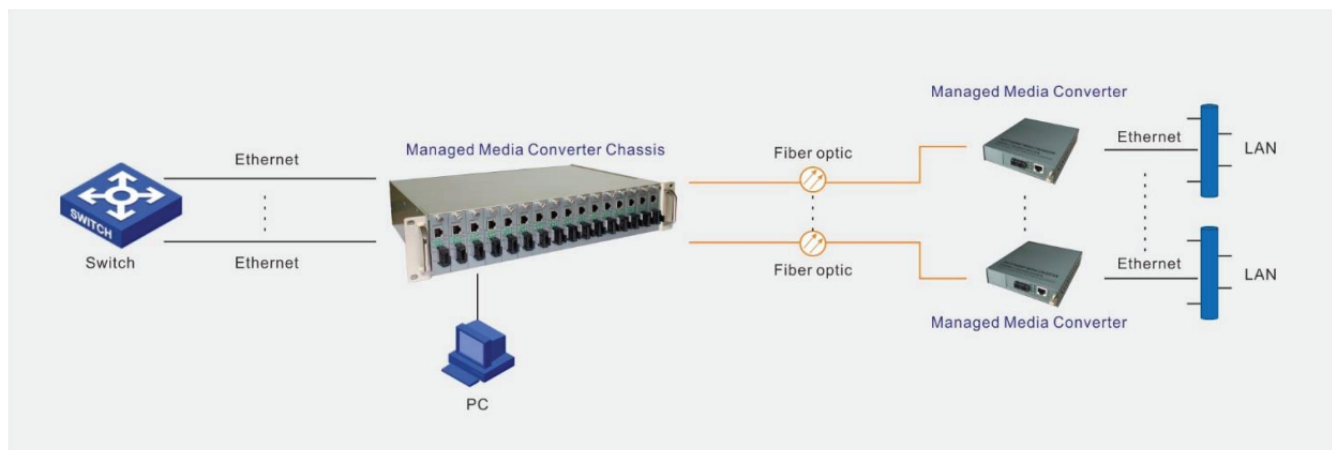 Managed Media Converter
Ethernet
Managed Media Converter Chassis
Fiber optic
Ethernet
LAN
SWITCH
Switch
Ethernet
Fiber optic
Ethernet
LAN
Managed Media Converter
PC